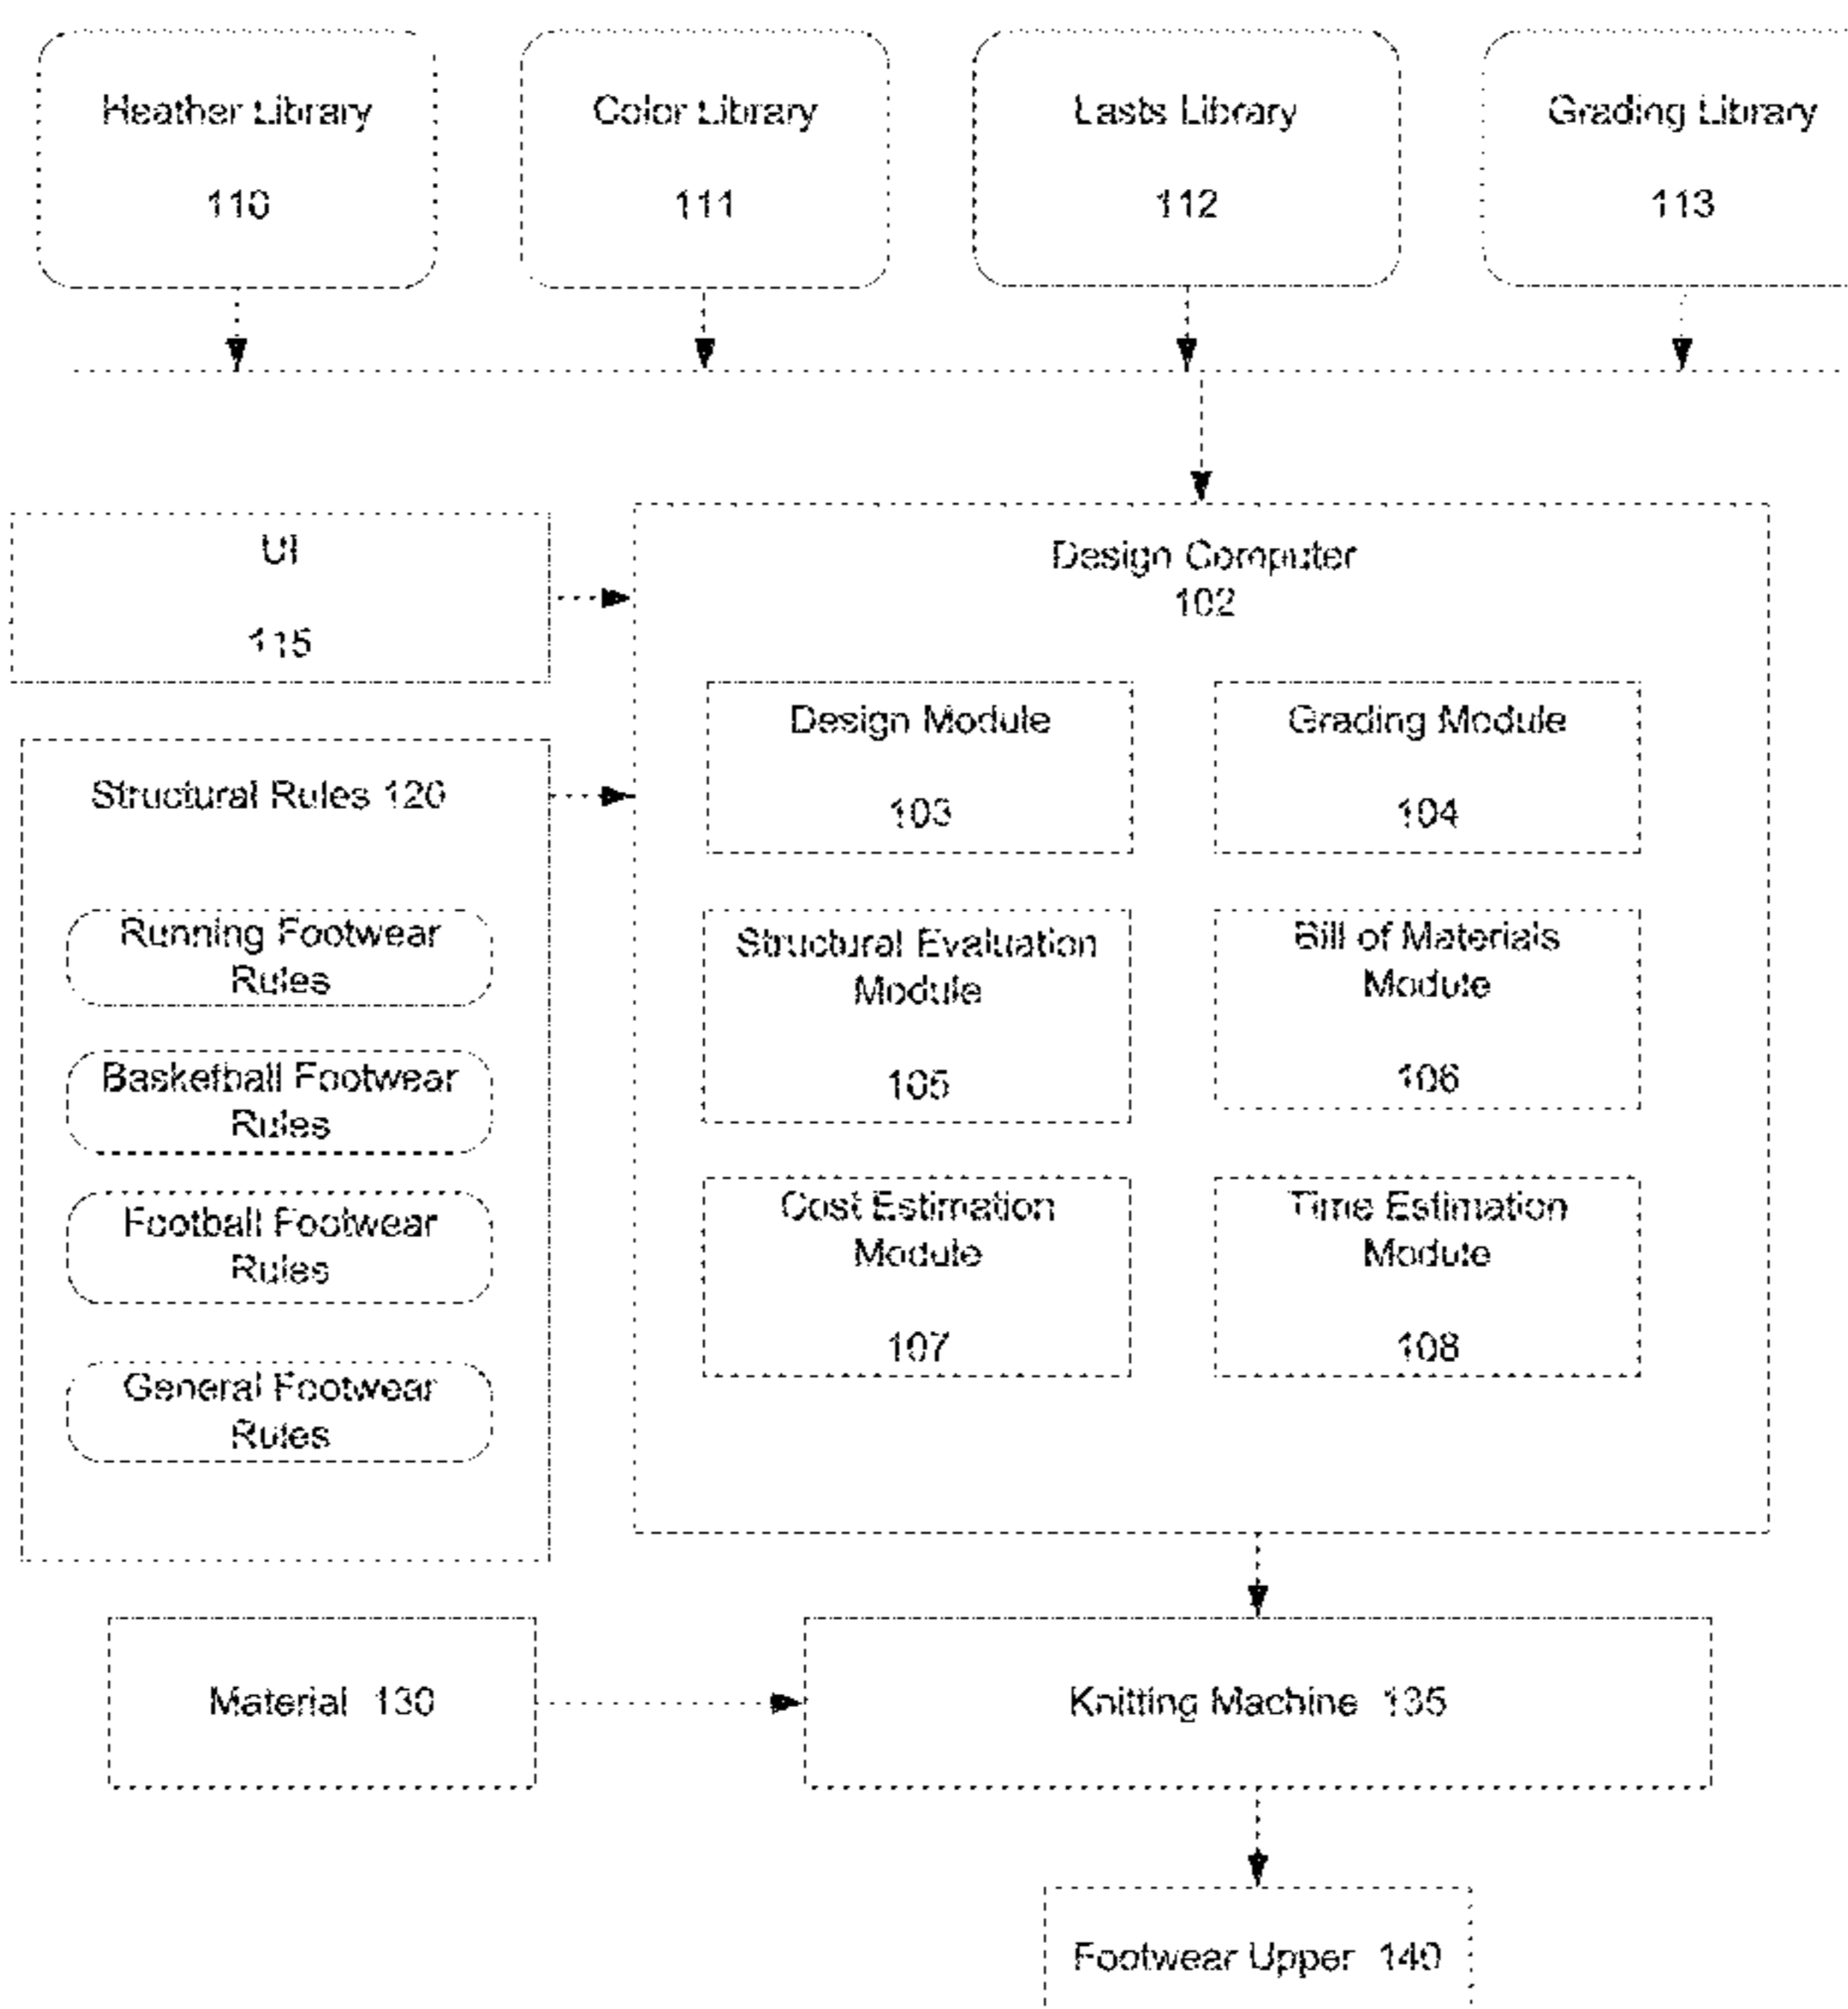 Heather Library
110
Color Library
111
Lasts Library
112
Grading Library
113
UI
115
Design Computer
102
Design Module
103
Grading Module
104
Structural Evaluation
Module
105
Bill of Materials
Module
106
Cost Estimation
Module
107
Time Estimation
Module
108
Structural Rules 120
Running Footwear
Rules
Basketball Footwear
Rules
Football Footwear
Rules
General Footwear
Rules
Material 130
Knitting Machine 135
Footwear Upper 140